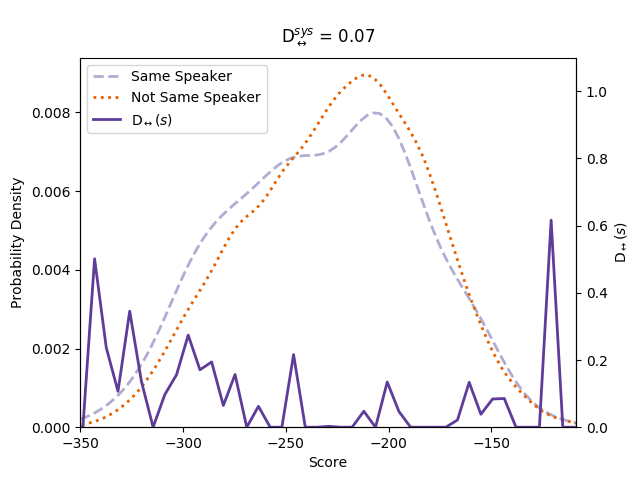 D↔sys = 0.07
Same Speaker
Not Same Speaker
D↔(s)
Probability Density
0.008
0.006
0.004
0.002
0.000
1.0
0.8
0.6
0.4
0.2
0.0
D↔(s)
−350 −300 −250 −200 −150
Score